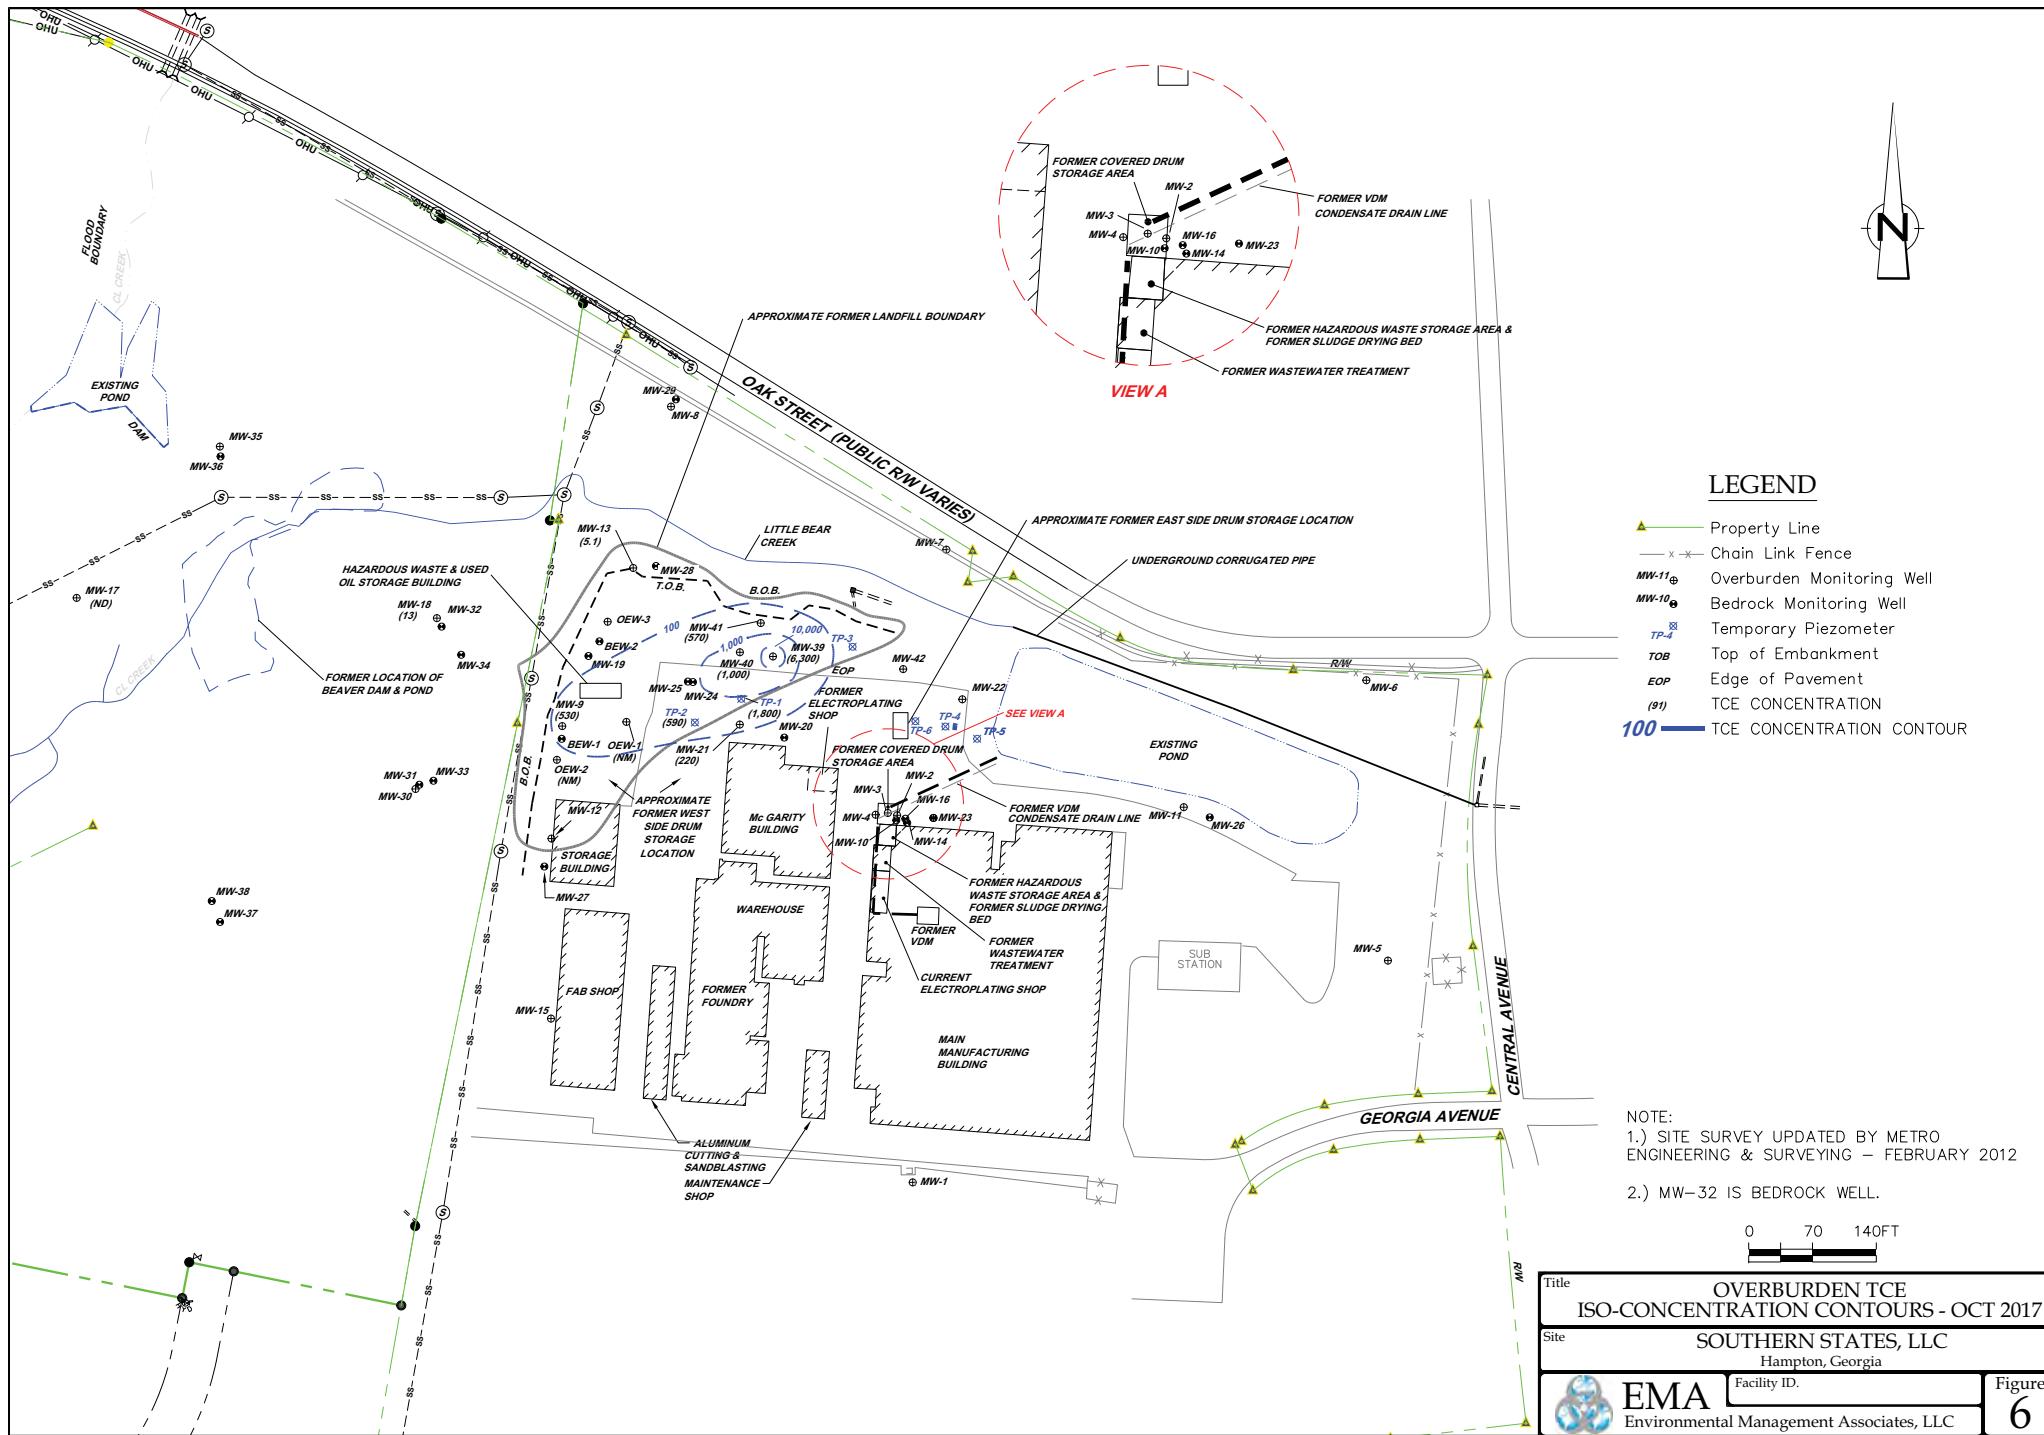 OHU
OHU
OHU
OHU
OHU
OHU
OHU
OHU
OHU
SS
SS
SS
SS
SS
SS
S
S
S
S
FLOOD
BOUNDARY
CL CREEK
EXISTING
POND
DAM
MW-35
MW-36
MW-17
(ND)
MW-18
(13)
MW-32
MW-34
MW-31
MW-33
MW-30
MW-38
MW-37
CL CREEK
FORMER LOCATION OF
BEAVER DAM & POND
HAZARDOUS WASTE & USED
OIL STORAGE BUILDING
APPROXIMATE FORMER LANDFILL BOUNDARY
MW-29
MW-8
OAK STREET (PUBLIC R/W VARIES)
MW-13
(5.1)
MW-28
T.O.B.
B.O.B.
LITTLE BEAR
CREEK
MW-7
APPROXIMATE FORMER EAST SIDE DRUM STORAGE LOCATION
UNDERGROUND CORRUGATED PIPE
OEW-3
BEW-2
MW-19
100
1,000
10,000
MW-41
(570)
MW-40
(1,000)
MW-39
(6,300)
TP-3
EOP
MW-42
MW-25
MW-24
TP-1
(1,800)
TP-2
(590)
MW-9
(530)
BEW-1
OEW-1
(NM)
OEW-2
(NM)
MW-21
(220)
MW-20
FORMER
ELECTROPLATING
SHOP
MW-22
TP-6
TP-4
TP-5
SEE VIEW A
EXISTING
POND
R/W
MW-6
B.O.B.
MW-12
STORAGE
BUILDING
MW-27
APPROXIMATE
FORMER WEST
SIDE DRUM
STORAGE
LOCATION
Mc GARITY
BUILDING
FORMER COVERED DRUM
STORAGE AREA
MW-2
MW-3
MW-16
MW-4
MW-23
MW-10
MW-14
FORMER VDM
CONDENSATE DRAIN LINE
MW-11
MW-26
FORMER HAZARDOUS
WASTE STORAGE AREA &
FORMER SLUDGE DRYING
BED
FORMER
VDM
FORMER
WASTEWATER
TREATMENT
CURRENT
ELECTROPLATING SHOP
WAREHOUSE
FAB SHOP
FORMER
FOUNDRY
MW-15
MAIN
MANUFACTURING
BUILDING
ALUMINUM
CUTTING &
SANDBLASTING
MAINTENANCE
SHOP
MW-1
SUB
STATION
MW-5
CENTRAL AVENUE
GEORGIA AVENUE
R/W
FORMER COVERED DRUM
STORAGE AREA
MW-2
MW-3
MW-4
MW-10
MW-16
MW-14
MW-23
FORMER VDM
CONDENSATE DRAIN LINE
FORMER HAZARDOUS WASTE STORAGE AREA &
FORMER SLUDGE DRYING BED
FORMER WASTEWATER TREATMENT
VIEW A
N
LEGEND
Property Line
x x Chain Link Fence
MW-11 Overburden Monitoring Well
MW-10 Bedrock Monitoring Well
TP-4 Temporary Piezometer
TOB Top of Embankment
EOP Edge of Pavement
(91) TCE CONCENTRATION
100 TCE CONCENTRATION CONTOUR
NOTE:
1.) SITE SURVEY UPDATED BY METRO
ENGINEERING & SURVEYING – FEBRUARY 2012
2.) MW-32 IS BEDROCK WELL.
0 70 140FT
Title
OVERBURDEN TCE
ISO-CONCENTRATION CONTOURS - OCT 2017
Site
SOUTHERN STATES, LLC
Hampton, Georgia
EMA
Environmental Management Associates, LLC
Facility ID.
Figure
6